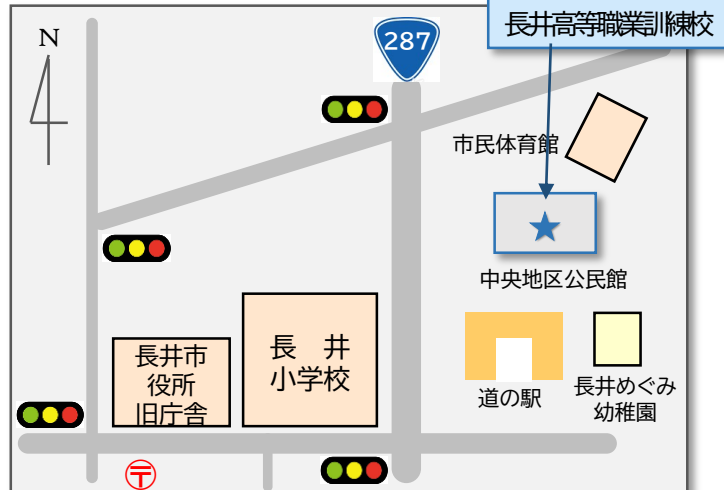 長井高等職業訓練校
N
287
市民体育館
中央地区公民館
長井市
役所
旧庁舎
長　井
小学校
道の駅
長井めぐみ
幼稚園
〒